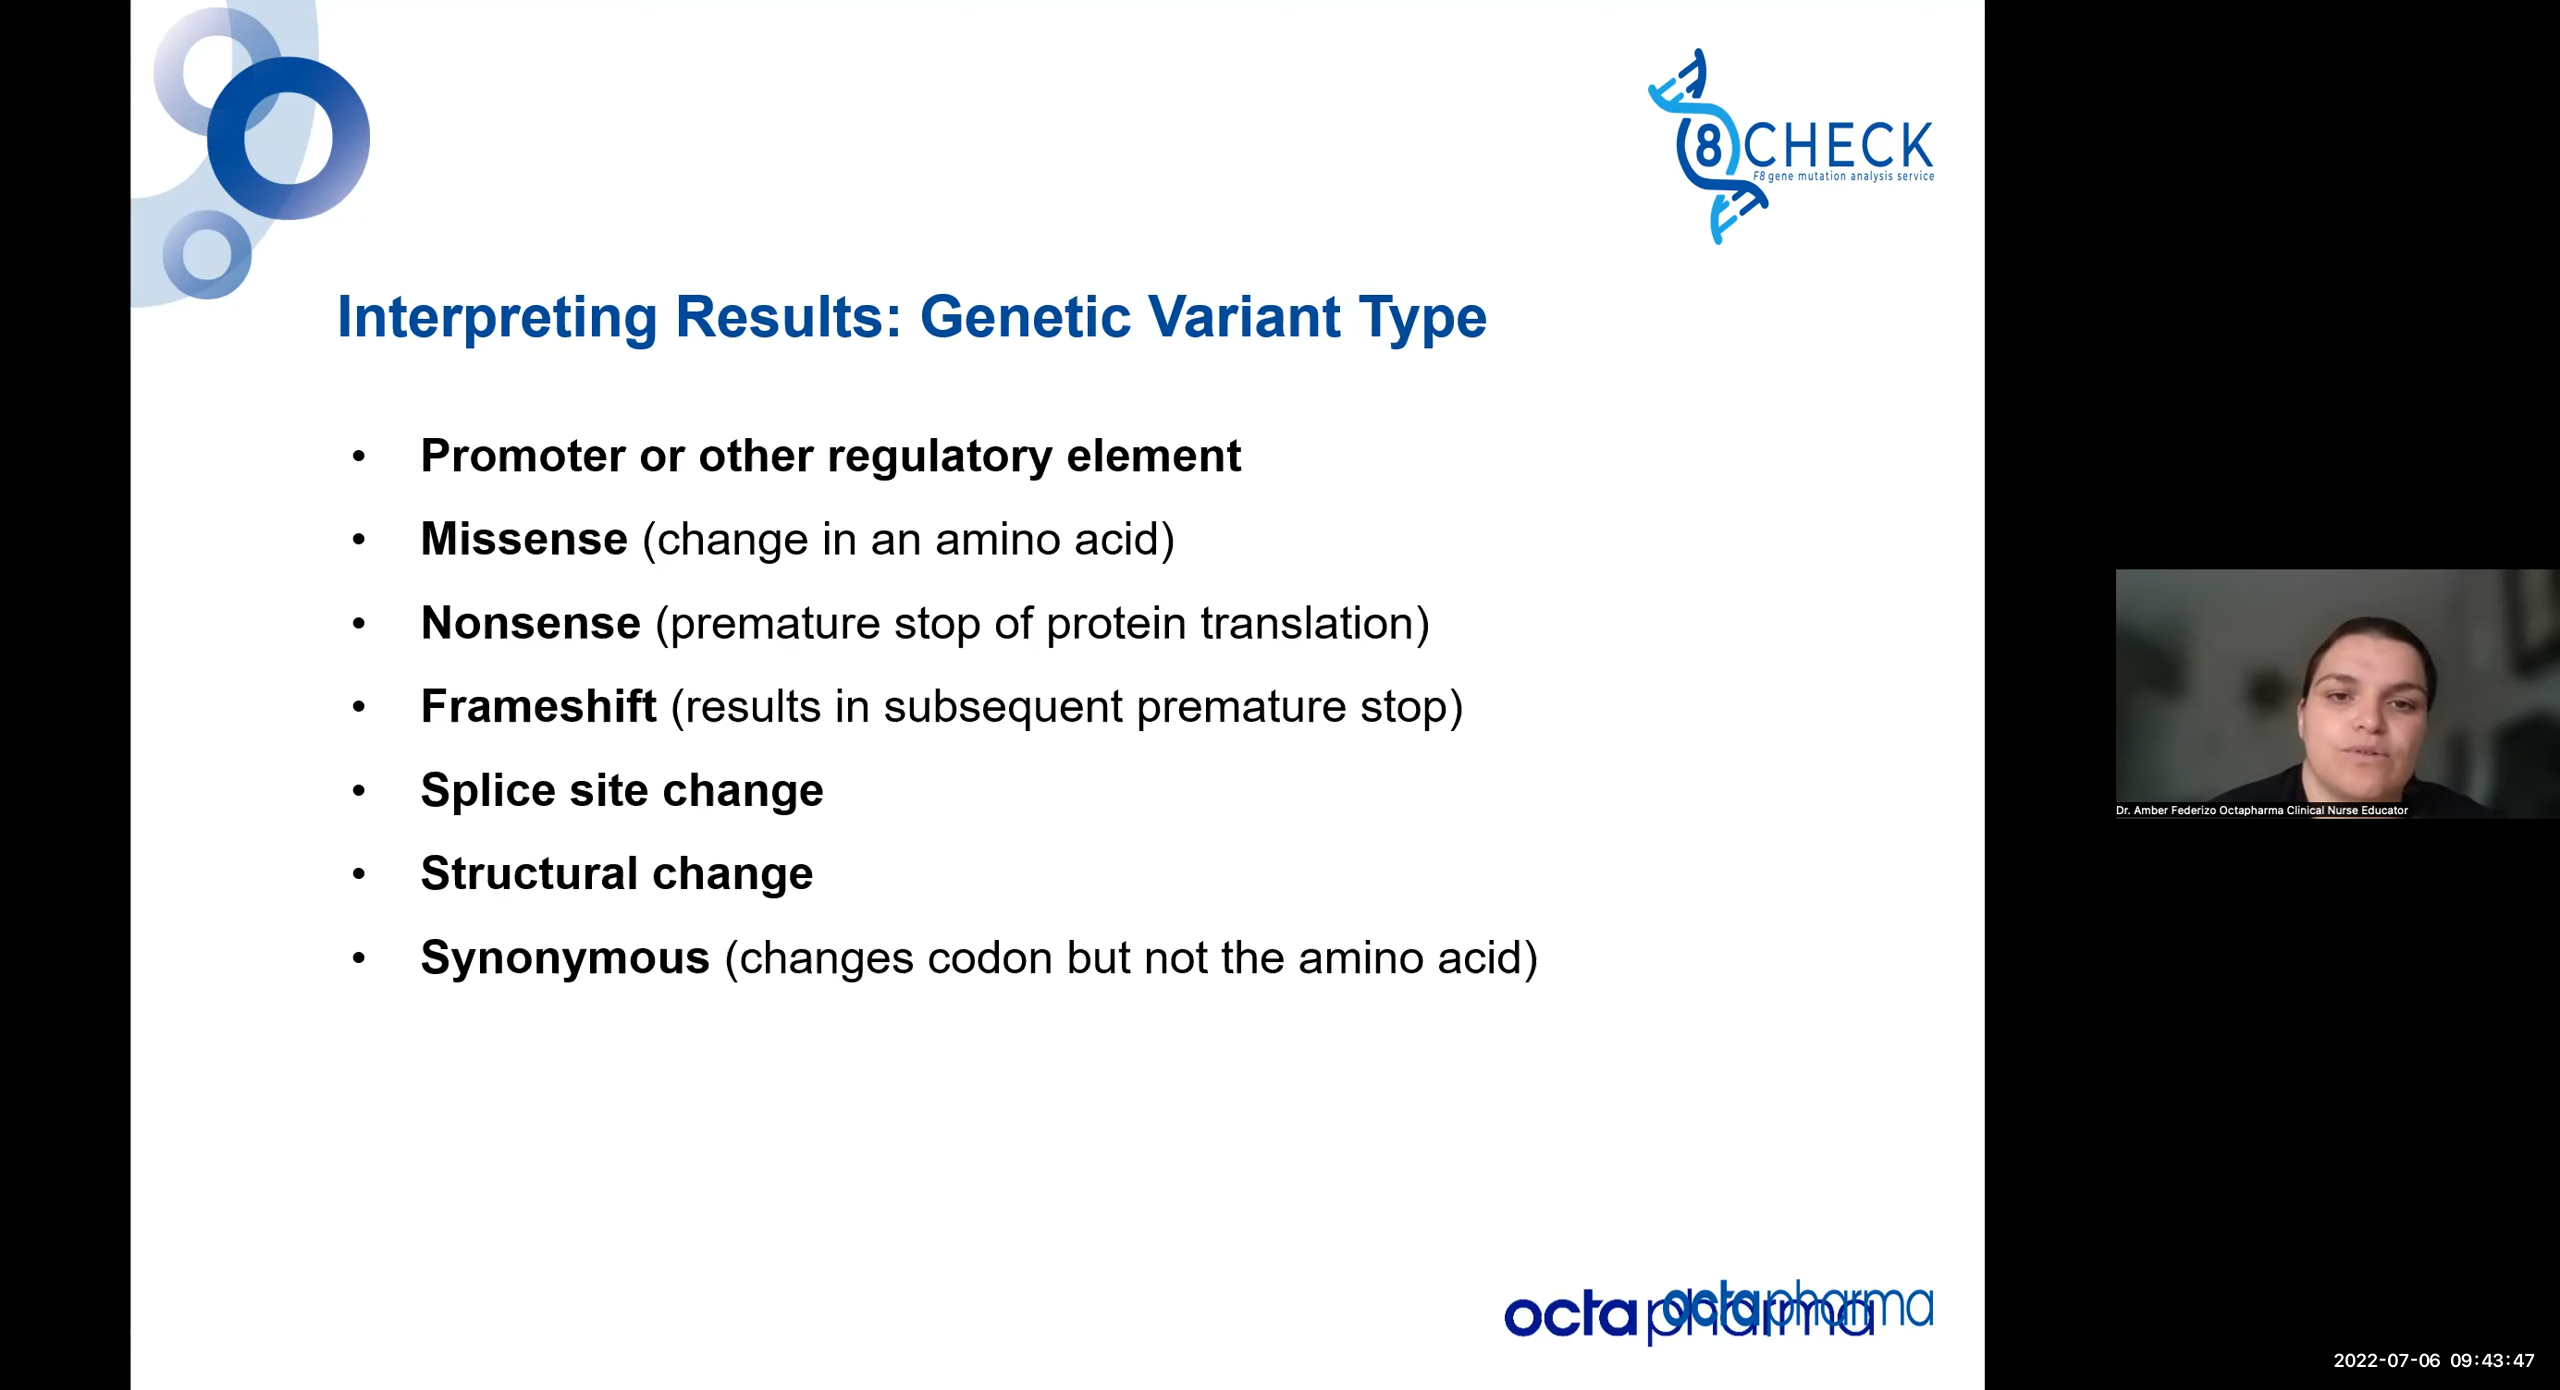 8CHECK
F8 gene mutation analysis service
Interpreting Results: Genetic Variant Type
• Promoter or other regulatory element
• Missense (change in an amino acid)
• Nonsense (premature stop of protein translation)
• Frameshift (results in subsequent premature stop)
• Splice site change
• Structural change
• Synonymous (changes codon but not the amino acid)
Dr. Amber Federizo Octapharma Clinical Nurse Educator
octapharma
octapharma
2022-07-06 09:43:47